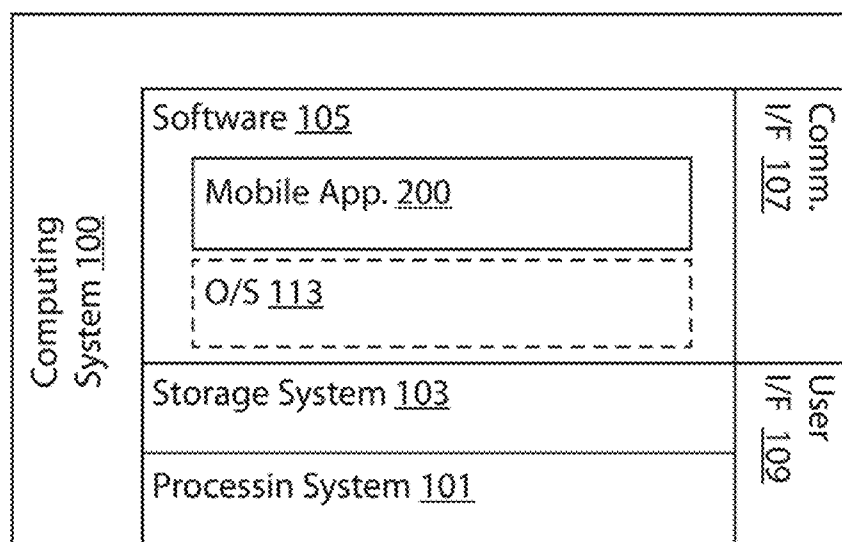 Computing
System 100
Software 105
Mobile App. 200
O/S 113
Storage System 103
Processin System 101
Comm.
I/F 107
User
I/F 109